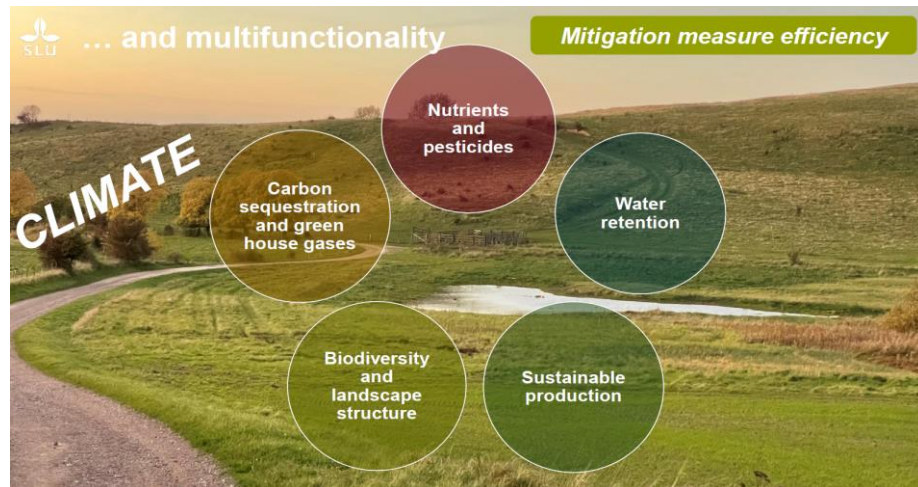 SLU
... and multifunctionality
Mitigation measure efficiency
CLIMATE
Nutrients
and
pesticides
Carbon
sequestration
and green
house gases
Water
retention
Biodiversity
and
landscape
structure
Sustainable
production